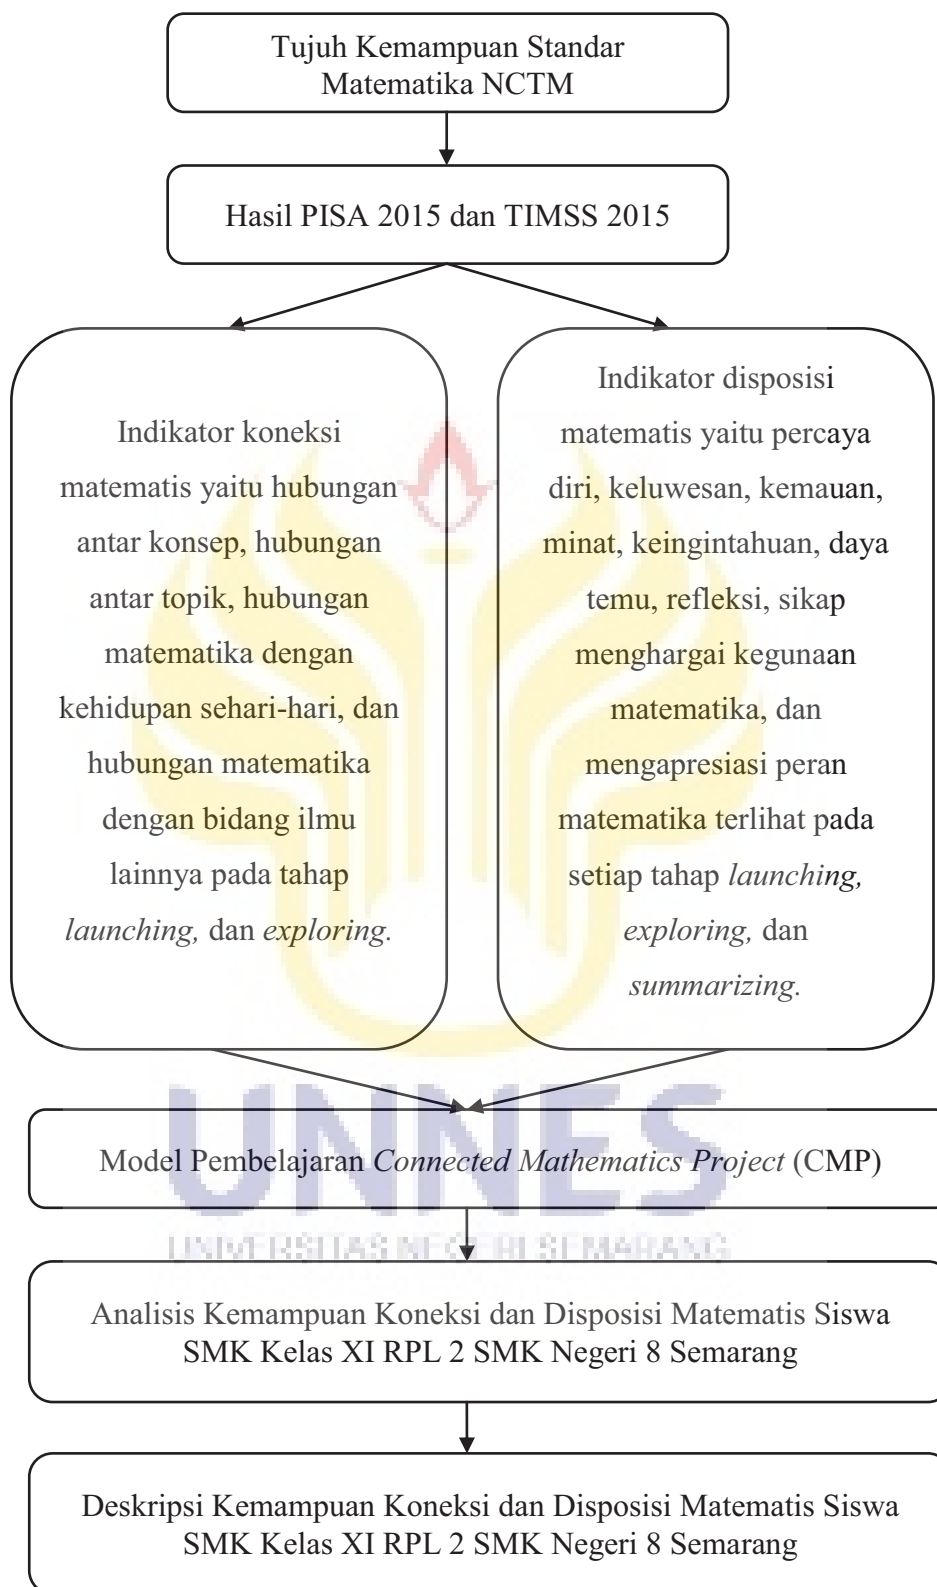 Tujuh Kemampuan Standar
Matematika NCTM
Hasil PISA 2015 dan TIMSS 2015
Indikator koneksi
matematis yaitu hubungan
antar konsep, hubungan
antar topik, hubungan
matematika dengan
kehidupan sehari-hari, dan
hubungan matematika
dengan bidang ilmu
lainnya pada tahap
launching, dan exploring.
Indikator disposisi
matematis yaitu percaya
diri, keluwesan, kemauan,
minat, keingintahuan, daya
temu, refleksi, sikap
menghargai kegunaan
matematika, dan
mengapresiasi peran
matematika terlihat pada
setiap tahap launching,
exploring, dan
summarizing.
UNNES
Model Pembelajaran Connected Mathematics Project (CMP)
UNIVERSITAS NEGERI SEMARANG
Analisis Kemampuan Koneksi dan Disposisi Matematis Siswa
SMK Kelas XI RPL 2 SMK Negeri 8 Semarang
Deskripsi Kemampuan Koneksi dan Disposisi Matematis Siswa
SMK Kelas XI RPL 2 SMK Negeri 8 Semarang